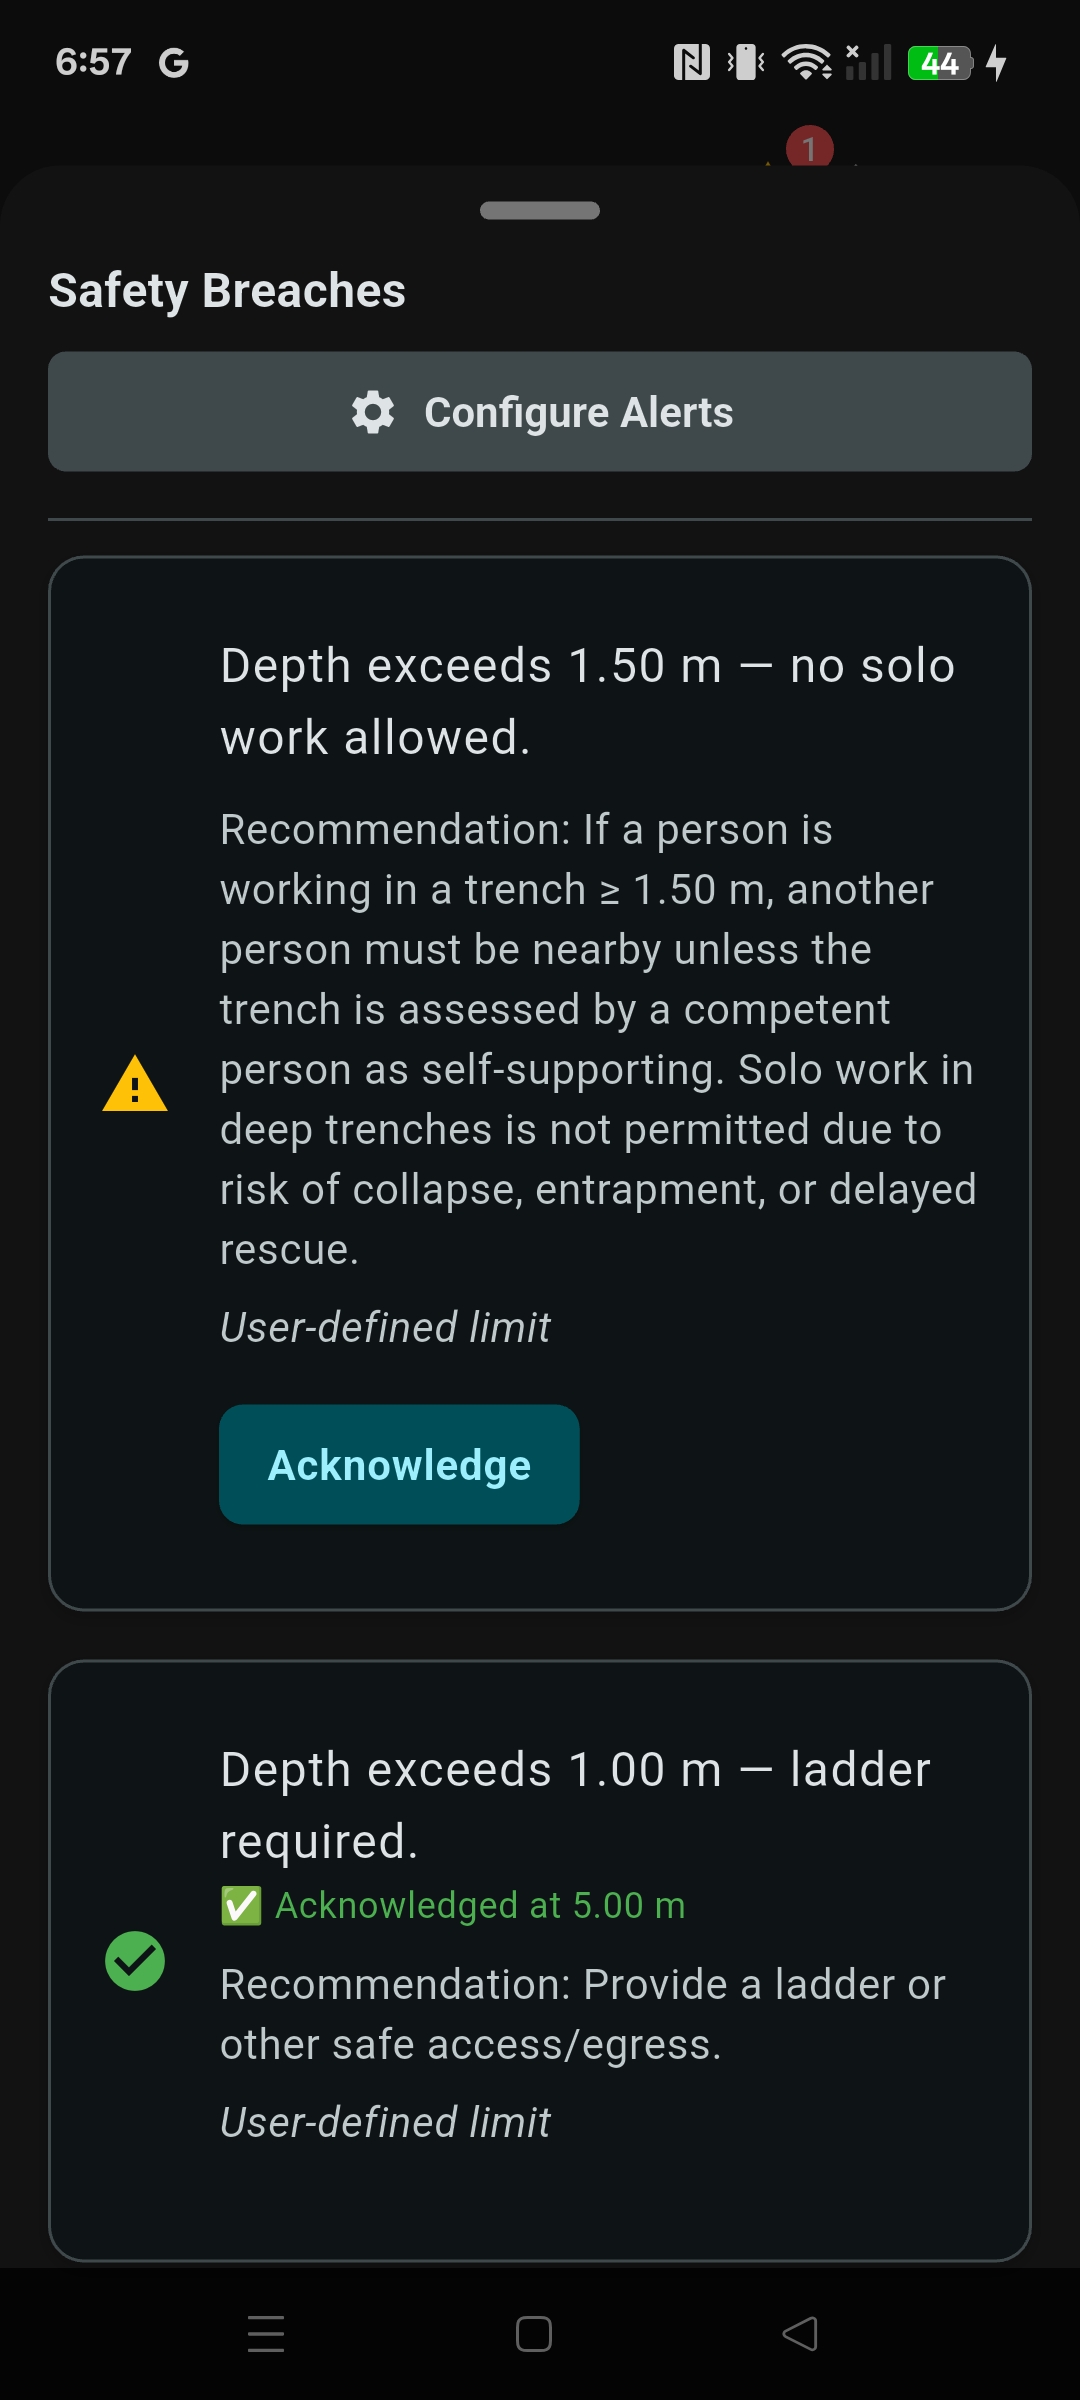 6:57 G 44
1
Safety Breaches
Configure Alerts
Depth exceeds 1.50 m — no solo
work allowed.
Recommendation: If a person is
working in a trench ≥ 1.50 m, another
person must be nearby unless the
trench is assessed by a competent
person as self-supporting. Solo work in
deep trenches is not permitted due to
risk of collapse, entrapment, or delayed
rescue.
User-defined limit
Acknowledge
Depth exceeds 1.00 m — ladder
required.
✅ Acknowledged at 5.00 m
Recommendation: Provide a ladder or
other safe access/egress.
User-defined limit